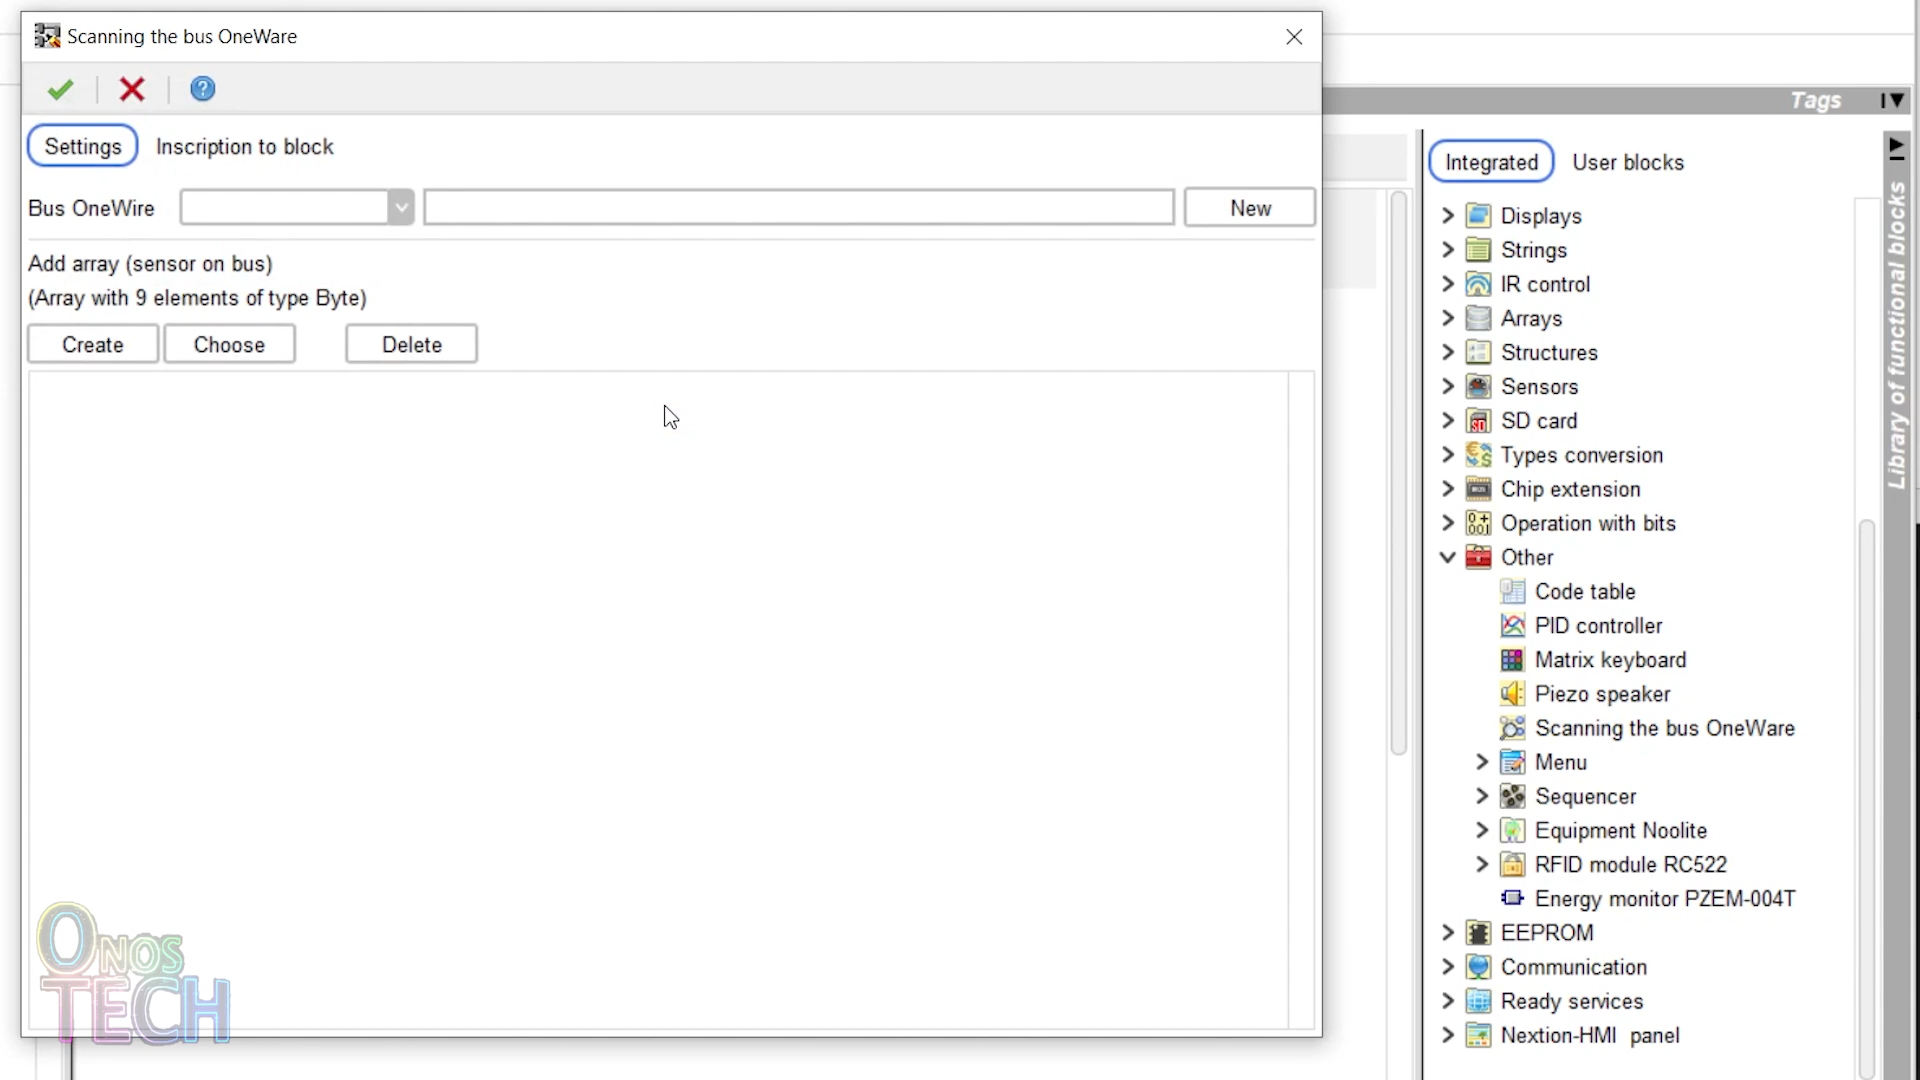 Scanning the bus OneWare
Settings
Inscription to block
Bus OneWire
New
Add array (sensor on bus)
(Array with 9 elements of type Byte)
Create
Choose
Delete
ONOS
TECH
Tags
Integrated
User blocks
Displays
Strings
IR control
Arrays
Structures
Sensors
SD card
Types conversion
Chip extension
Operation with bits
Other
Code table
PID controller
Matrix keyboard
Piezo speaker
Scanning the bus OneWare
Menu
Sequencer
Equipment Noolite
RFID module RC522
Energy monitor PZEM-004T
EEPROM
Communication
Ready services
Nextion-HMI panel
Library of functional blocks